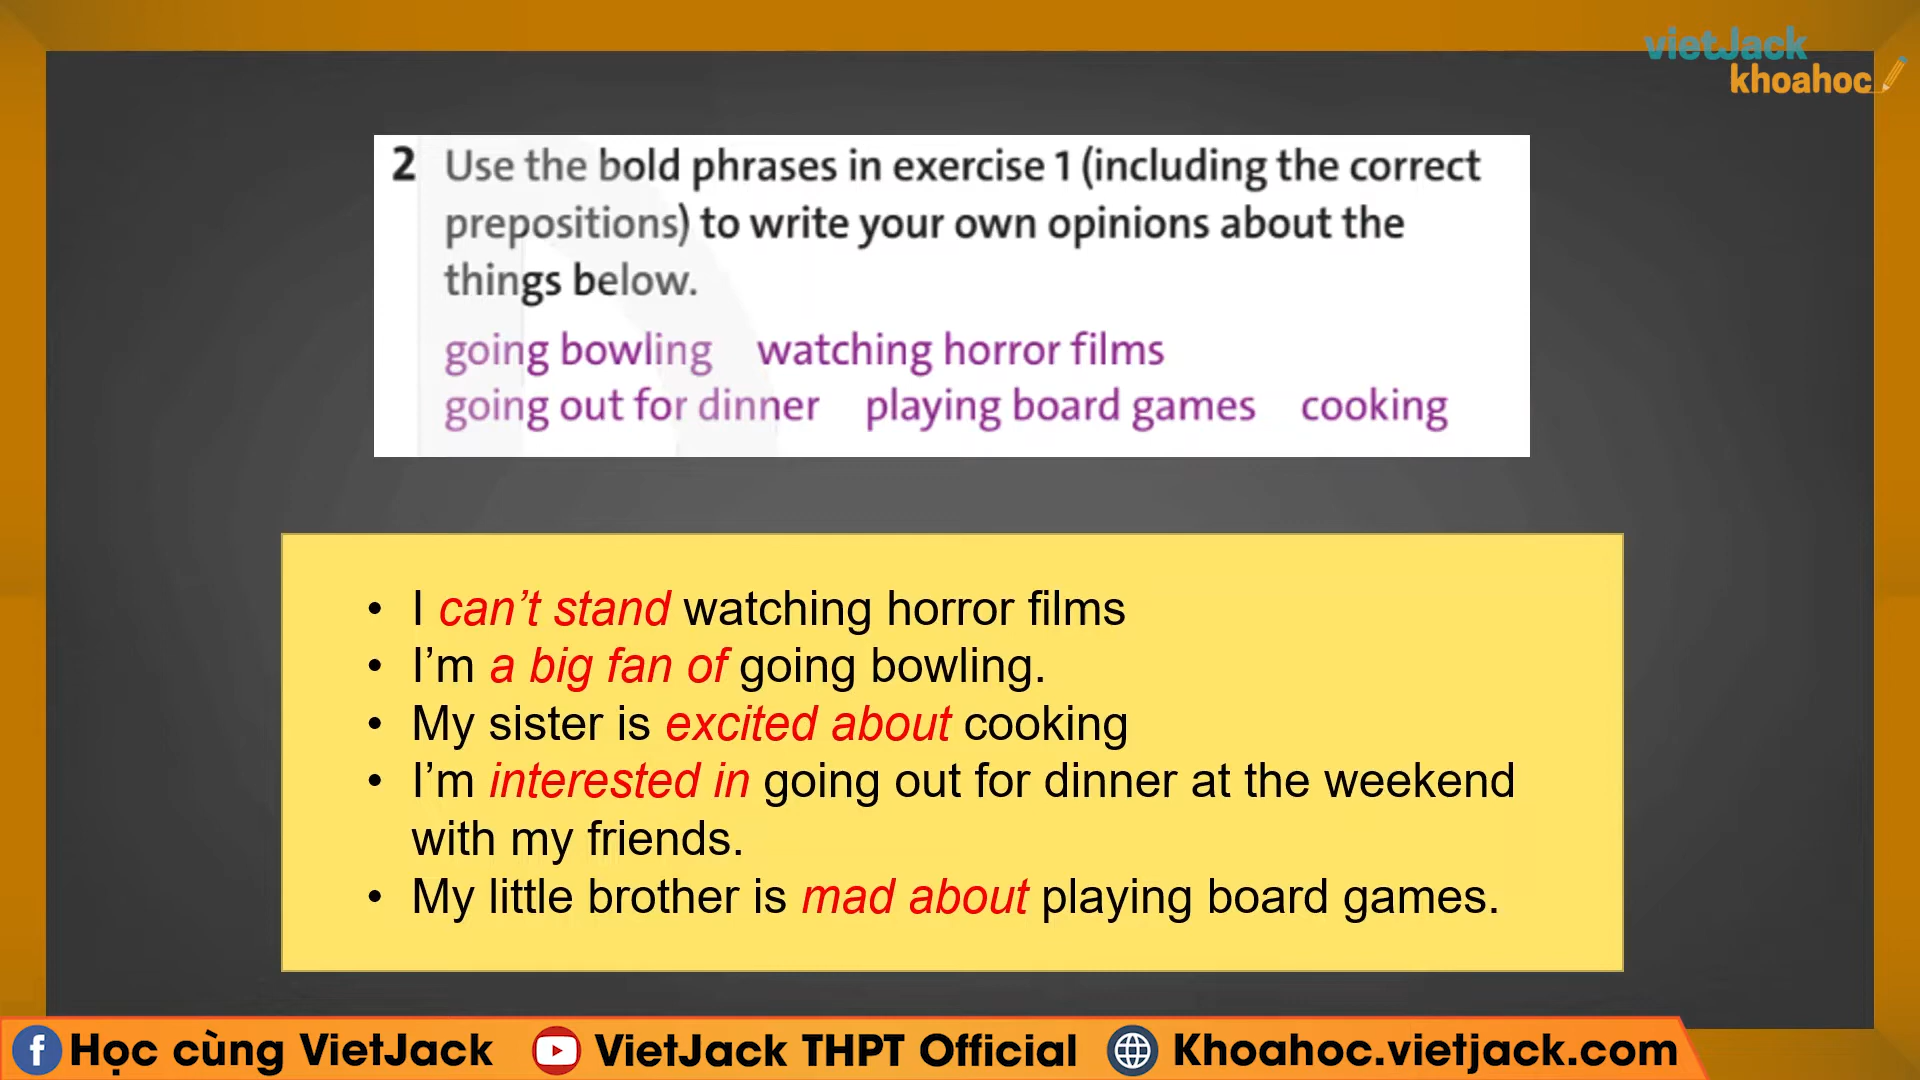 vietJack
khoahoc
2 Use the bold phrases in exercise 1 (including the correct
prepositions) to write your own opinions about the
things below.
going bowling watching horror films
going out for dinner playing board games cooking
• I can’t stand watching horror films
• I’m a big fan of going bowling.
• My sister is excited about cooking
• I’m interested in going out for dinner at the weekend
with my friends.
• My little brother is mad about playing board games.
Học cùng VietJack VietJack THPT Official Khoahoc.vietjack.com